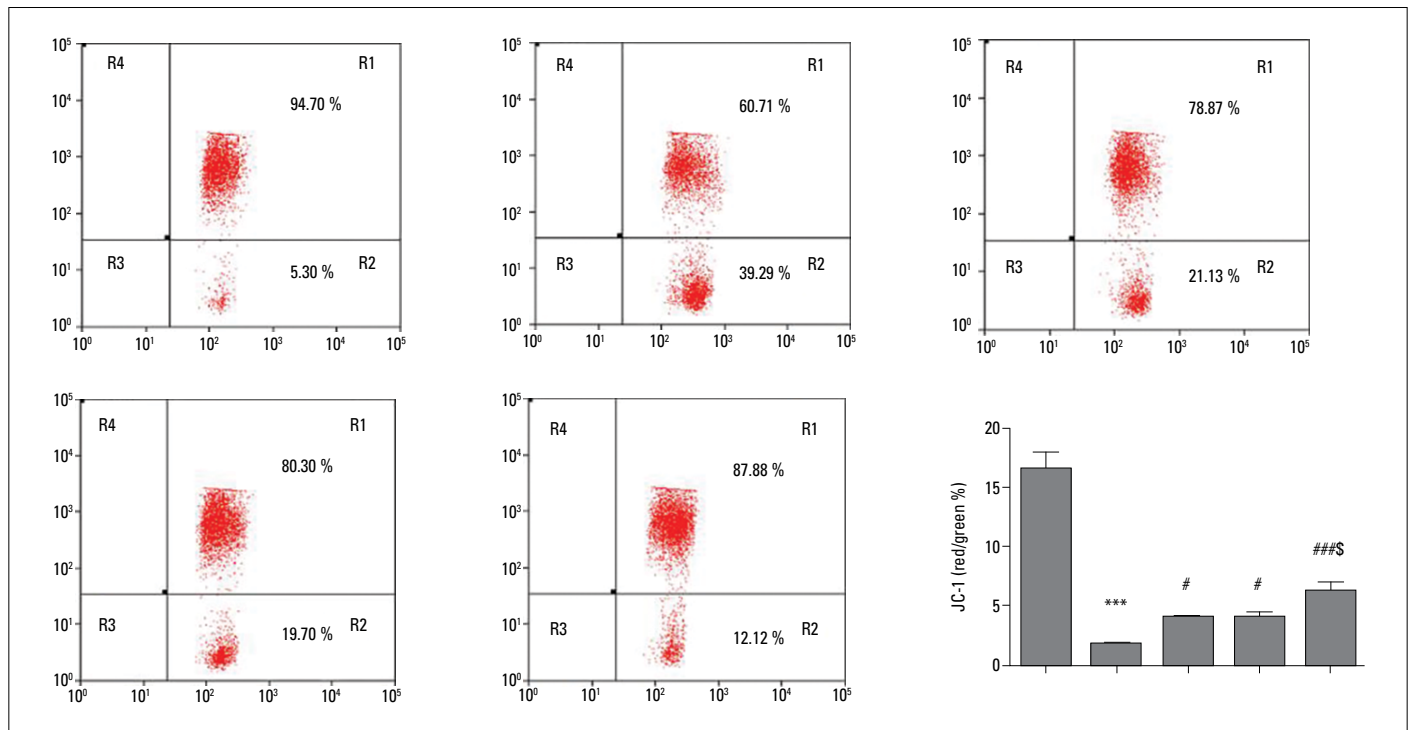 10⁵
R4 R1
10⁴
94.70 %
10³
10²
10¹
R3 R2
5.30 %
10⁰
10⁰ 10¹ 10² 10³ 10⁴ 10⁵
10⁵
R4 R1
10⁴
60.71 %
10³
10²
10¹
R3 R2
39.29 %
10⁰
10⁰ 10¹ 10² 10³ 10⁴ 10⁵
10⁵
R4 R1
10⁴
78.87 %
10³
10²
10¹
R3 R2
21.13 %
10⁰
10⁰ 10¹ 10² 10³ 10⁴ 10⁵
10⁵
R4 R1
10⁴
80.30 %
10³
10²
10¹
R3 19.70 % R2
10⁰
10⁰ 10¹ 10² 10³ 10⁴ 10⁵
10⁵
R4 R1
10⁴
87.88 %
10³
10²
10¹
R3 12.12 % R2
10⁰
10⁰ 10¹ 10² 10³ 10⁴ 10⁵
JC-1 (red/green %)
20
15
10
5
0
***
#
#
###$